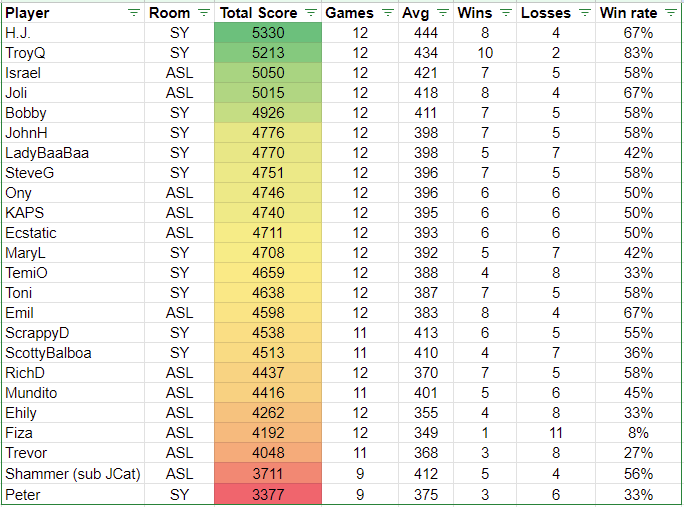 Player Room Total Score Games Avg Wins Losses Win rate
H.J. SY 5330 12 444 8 4 67%
TroyQ SY 5213 12 434 10 2 83%
Israel ASL 5050 12 421 7 5 58%
Joli ASL 5015 12 418 8 4 67%
Bobby SY 4926 12 411 7 5 58%
JohnH SY 4776 12 398 7 5 58%
LadyBaaBaa SY 4770 12 398 5 7 42%
SteveG SY 4751 12 396 7 5 58%
Ony ASL 4746 12 396 6 6 50%
KAPS ASL 4740 12 395 6 6 50%
Ecstatic ASL 4711 12 393 6 6 50%
MaryL SY 4708 12 392 5 7 42%
TemiO SY 4659 12 388 4 8 33%
Toni SY 4638 12 387 7 5 58%
Emil ASL 4598 12 383 8 4 67%
ScrappyD SY 4538 11 413 6 5 55%
ScottyBalboa SY 4513 11 410 4 7 36%
RichD ASL 4437 12 370 7 5 58%
Mundito ASL 4416 11 401 5 6 45%
Ehily ASL 4262 12 355 4 8 33%
Fiza ASL 4192 12 349 1 11 8%
Trevor ASL 4048 11 368 3 8 27%
Shammer (sub JCat) ASL 3711 9 412 5 4 56%
Peter SY 3377 9 375 3 6 33%